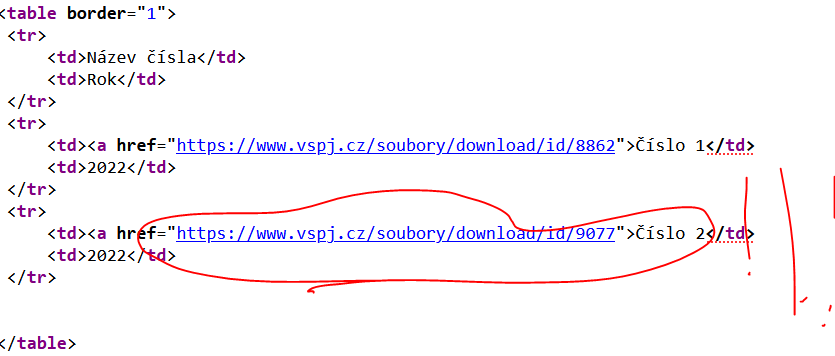 <table border="1">
<tr>
<td>Název čísla</td>
<td>Rok</td>
</tr>
<tr>
<td><a href="https://www.vspj.cz/soubory/download/id/8862">Číslo 1</td>
<td>2022</td>
</tr>
<tr>
<td><a href="https://www.vspj.cz/soubory/download/id/9077">Číslo 2</td>
<td>2022</td>
</tr>
</table>